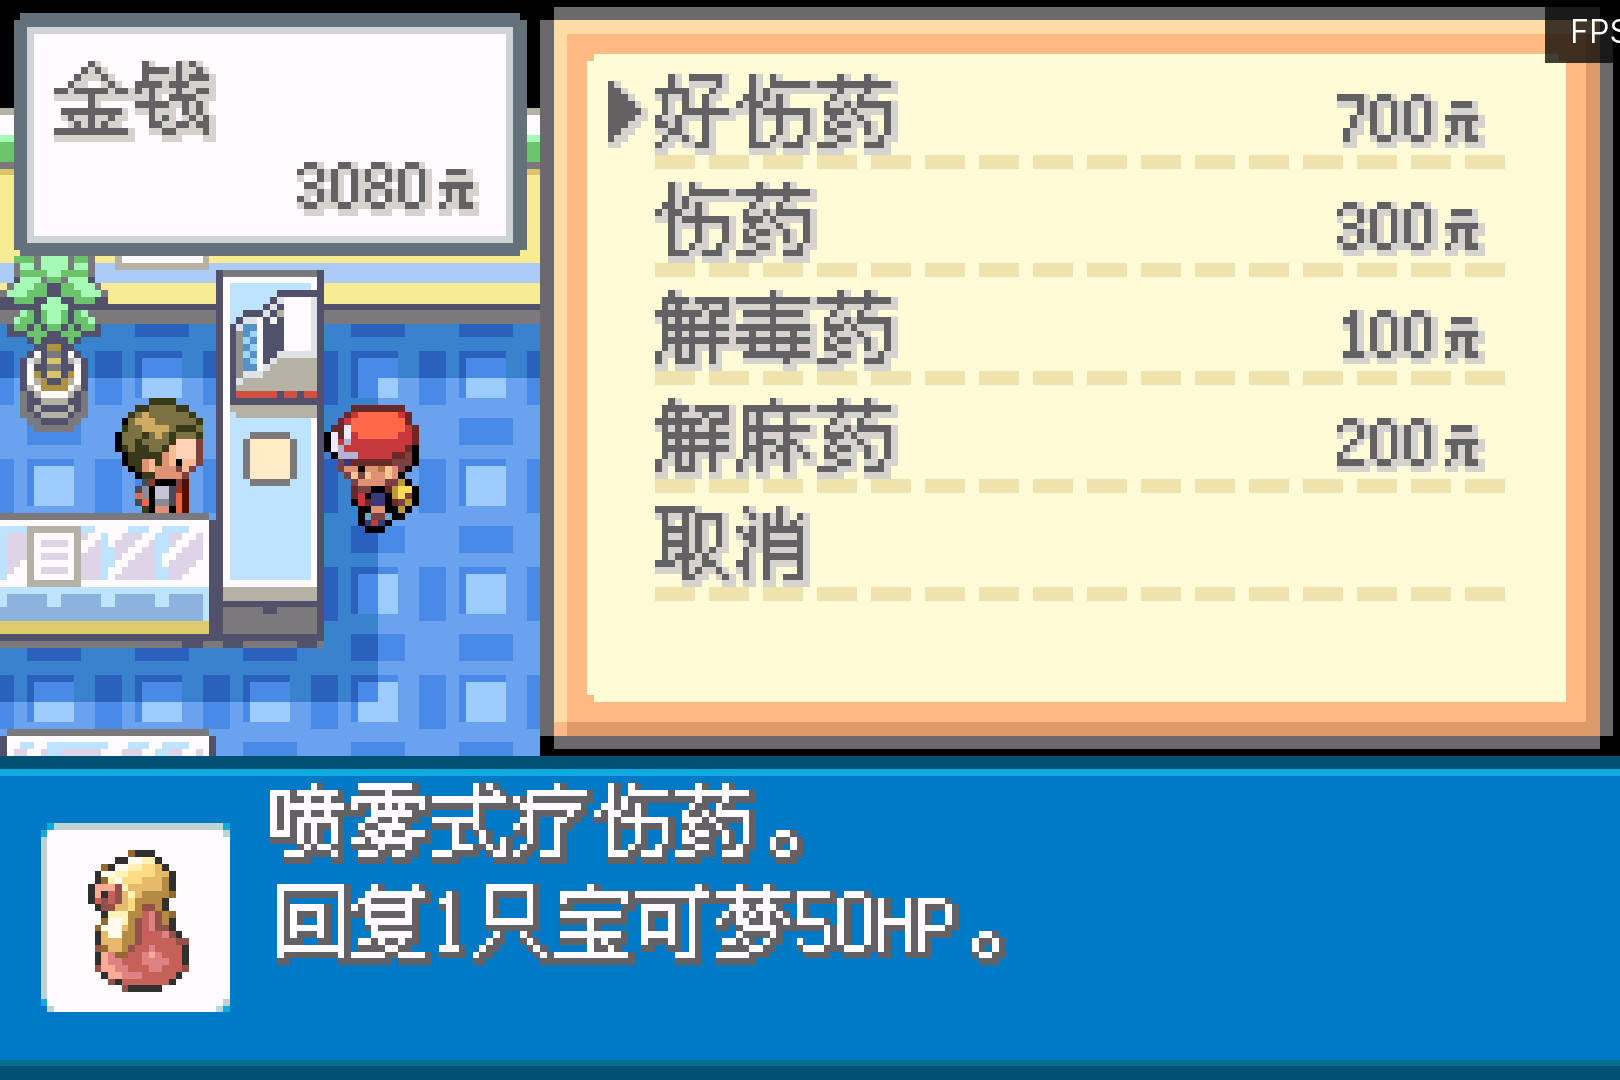 金钱
3080元
好伤药 700元
伤药 300元
解毒药 100元
解麻药 200元
取消
喷雾式疗伤药。
回复1只宝可梦50HP。
FPS